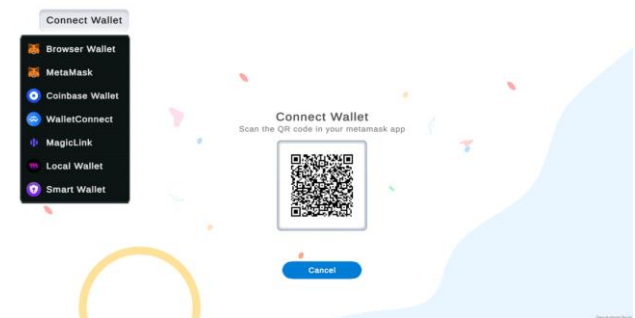 Connect Wallet
Browser Wallet
MetaMask
Coinbase Wallet
WalletConnect
MagicLink
Local Wallet
Smart Wallet
Connect Wallet
Scan the QR code in your metamask app
Cancel